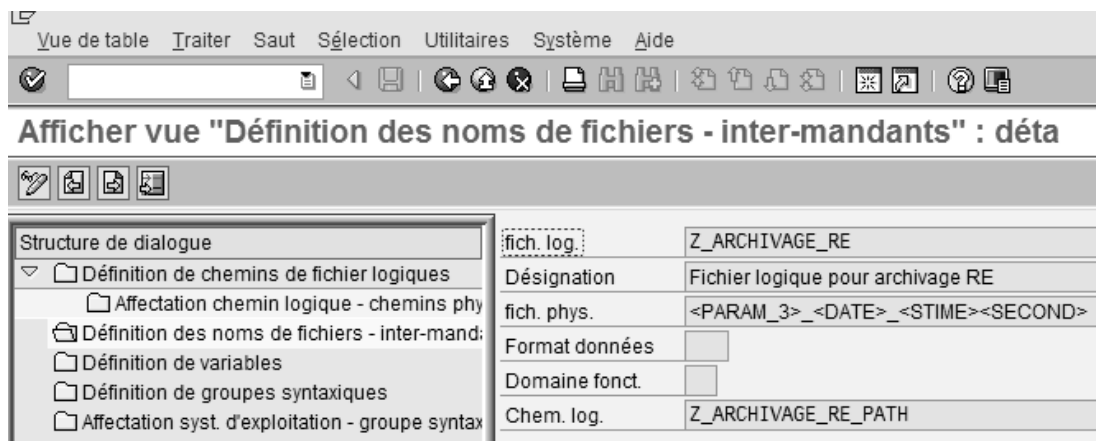 Vue de table Traiter Saut Sélection Utilitaires Système Aide
Afficher vue "Définition des noms de fichiers - inter-mandants" : déta
Structure de dialogue
Définition de chemins de fichier logiques
Affectation chemin logique - chemins phy
Définition des noms de fichiers - inter-manda
Définition de variables
Définition de groupes syntaxiques
Affectation syst. d'exploitation - groupe syntax
fich. log. Z_ARCHIVAGE_RE
Désignation Fichier logique pour archivage RE
fich. phys. <PARAM_3>_<DATE>_<STIME><SECOND>
Format données
Domaine fonct.
Chem. log. Z_ARCHIVAGE_RE_PATH